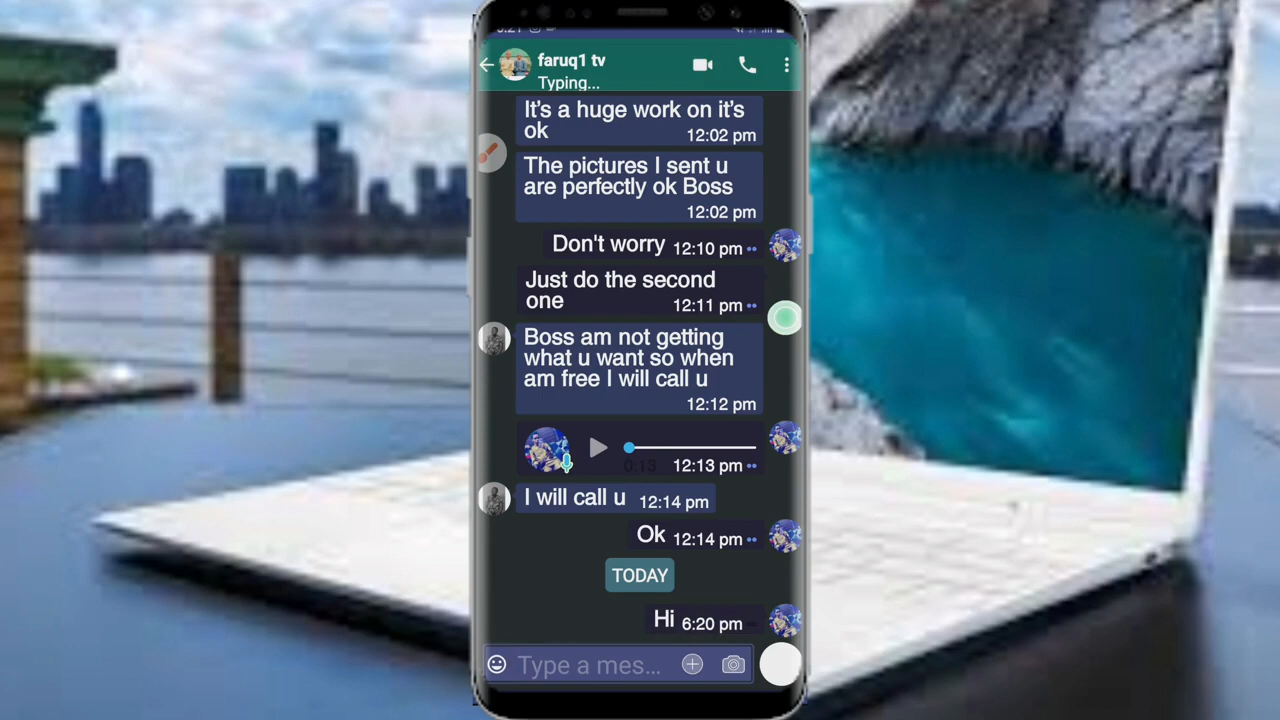 faruq1 tv
Typing...
It's a huge work on it's
ok
12:02 pm
The pictures I sent u
are perfectly ok Boss
12:02 pm
Don't worry 12:10 pm
Just do the second
one
12:11 pm
Boss am not getting
what u want so when
am free I will call u
12:12 pm
0:13 12:13 pm
I will call u 12:14 pm
Ok 12:14 pm
TODAY
Hi 6:20 pm
Type a mes...